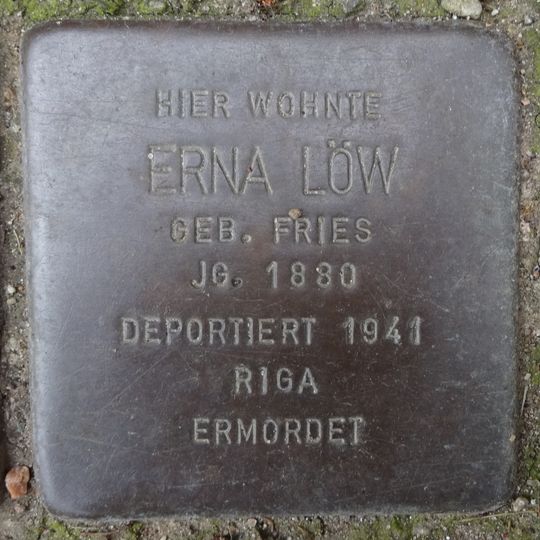 HIER WOHNTE
ERNA LÖW
GEB. FRIES
JG. 1880
DEPORTIERT 1941
RIGA
ERMORDET